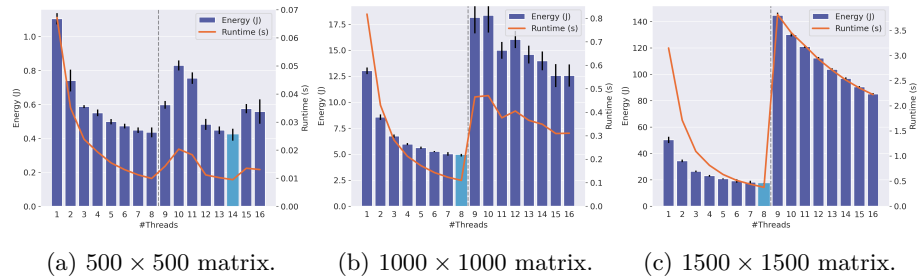 Energy (J)
Runtime (s)
1.0
0.8
0.6
0.4
0.2
0.0
Energy (J)
0.07
0.06
0.05
0.04
0.03
0.02
0.01
0.00
Runtime (s)
1 2 3 4 5 6 7 8 9 10 11 12 13 14 15 16
#Threads
(a) 500 × 500 matrix.
Energy (J)
Runtime (s)
17.5
15.0
12.5
10.0
7.5
5.0
2.5
0.0
Energy (J)
0.8
0.7
0.6
0.5
0.4
0.3
0.2
0.1
0.0
Runtime (s)
1 2 3 4 5 6 7 8 9 10 11 12 13 14 15 16
#Threads
(b) 1000 × 1000 matrix.
Energy (J)
Runtime (s)
140
120
100
80
60
40
20
0
Energy (J)
3.5
3.0
2.5
2.0
1.5
1.0
0.5
0.0
Runtime (s)
1 2 3 4 5 6 7 8 9 10 11 12 13 14 15 16
#Threads
(c) 1500 × 1500 matrix.